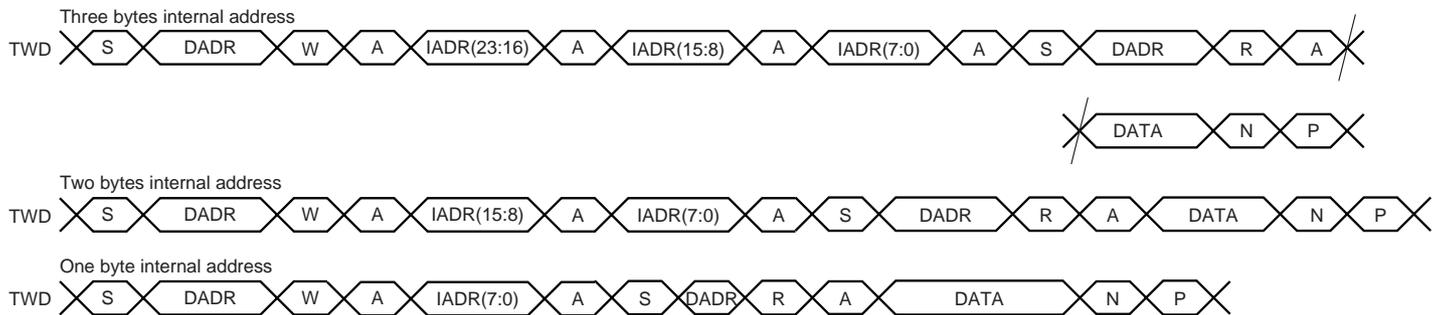 Three bytes internal address
TWD S DADR W A IADR(23:16) A IADR(15:8) A IADR(7:0) A S DADR R A
DATA N P
Two bytes internal address
TWD S DADR W A IADR(15:8) A IADR(7:0) A S DADR R A DATA N P
One byte internal address
TWD S DADR W A IADR(7:0) A S DADR R A DATA N P